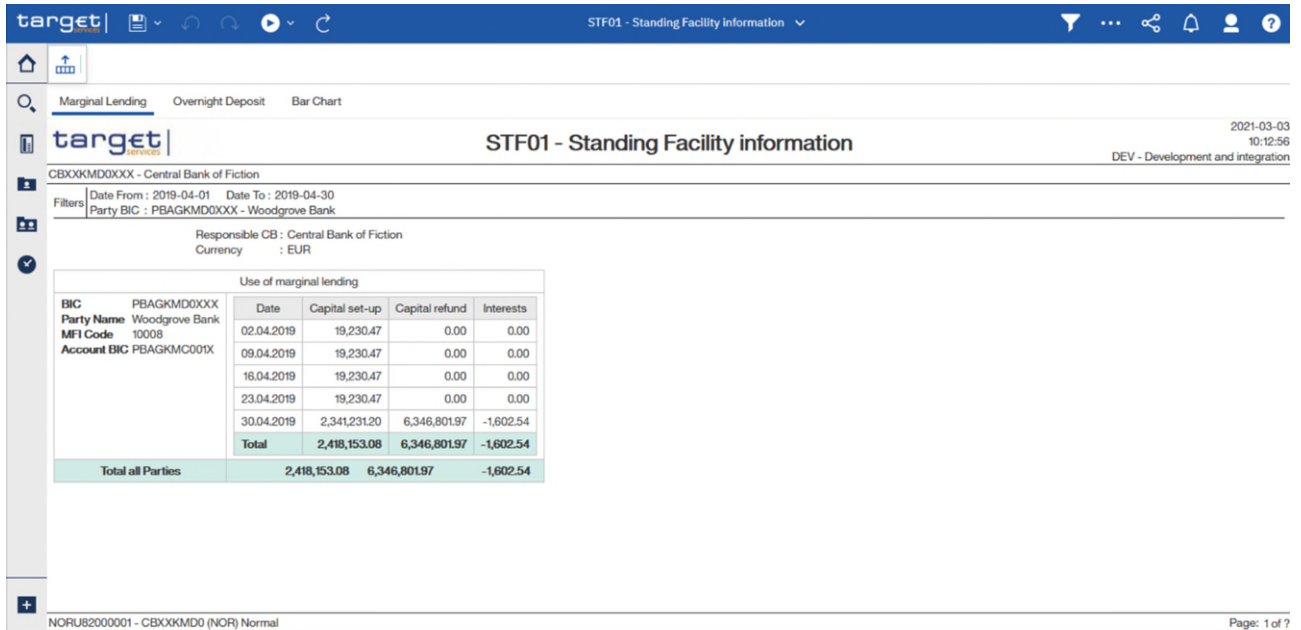 target|
services
STF01 - Standing Facility information
Marginal Lending Overnight Deposit Bar Chart
target|
services
STF01 - Standing Facility information
2021-03-03
10:12:56
DEV - Development and integration
CBXXKMD0XXX - Central Bank of Fiction
Filters
Date From : 2019-04-01 Date To : 2019-04-30
Party BIC : PBAGKMD0XXX - Woodgrove Bank
Responsible CB : Central Bank of Fiction
Currency : EUR
Use of marginal lending
BIC PBAGKMD0XXX
Party Name Woodgrove Bank
MFI Code 10008
Account BIC PBAGKMC001X
Date Capital set-up Capital refund Interests
02.04.2019 19,230.47 0.00 0.00
09.04.2019 19,230.47 0.00 0.00
16.04.2019 19,230.47 0.00 0.00
23.04.2019 19,230.47 0.00 0.00
30.04.2019 2,341,231.20 6,346,801.97 -1,602.54
Total 2,418,153.08 6,346,801.97 -1,602.54
Total all Parties 2,418,153.08 6,346,801.97 -1,602.54
NORU82000001 - CBXXKMD0 (NOR) Normal
Page: 1 of ?